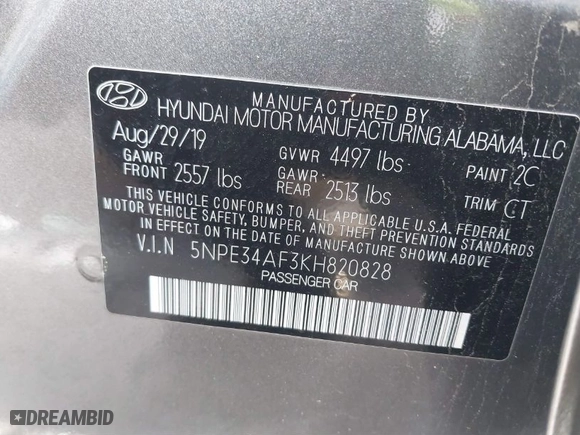 MANUFACTURED BY
HYUNDAI MOTOR MANUFACTURING ALABAMA, LLC
Aug/29/19 GVWR 4497 lbs PAINT 2C
GAWR FRONT 2557 lbs GAWR REAR 2513 lbs TRIM CT
THIS VEHICLE CONFORMS TO ALL APPLICABLE U.S.A. FEDERAL
MOTOR VEHICLE SAFETY, BUMPER, AND THEFT PREVENTION STANDARDS
IN EFFECT ON THE DATE OF MANUFACTURE SHOWN ABOVE
V.I.N 5NPE34AF3KH820828
PASSENGER CAR
DREAMBID